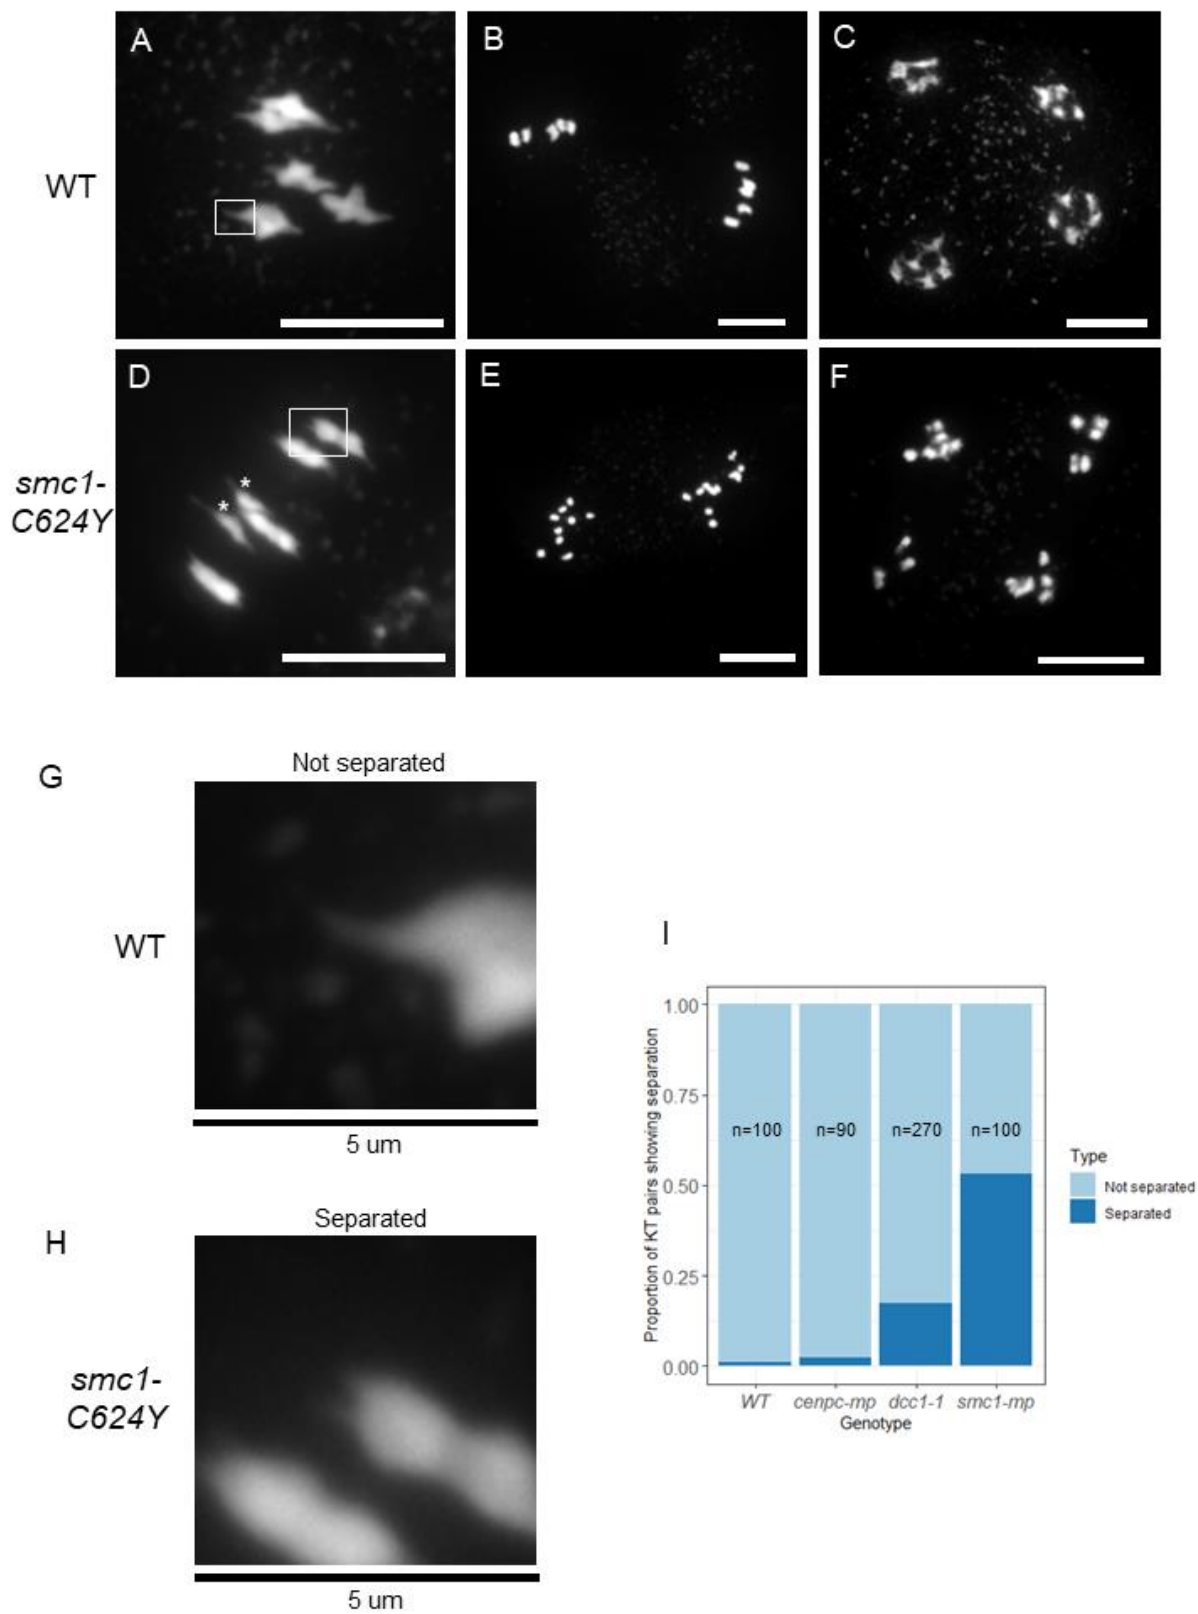 A
B
C
WT
D
E
F
*
*
smc1-
C624Y
G
Not separated
WT
5 um
H
Separated
smc1-
C624Y
5 um
I
Proportion of KT pairs showing separation
1.00
0.75
0.50
0.25
0.00
n=100 n=90 n=270 n=100
WT cenpc-mp dcc1-1 smc1-mp
Genotype
Type
Not separated
Separated